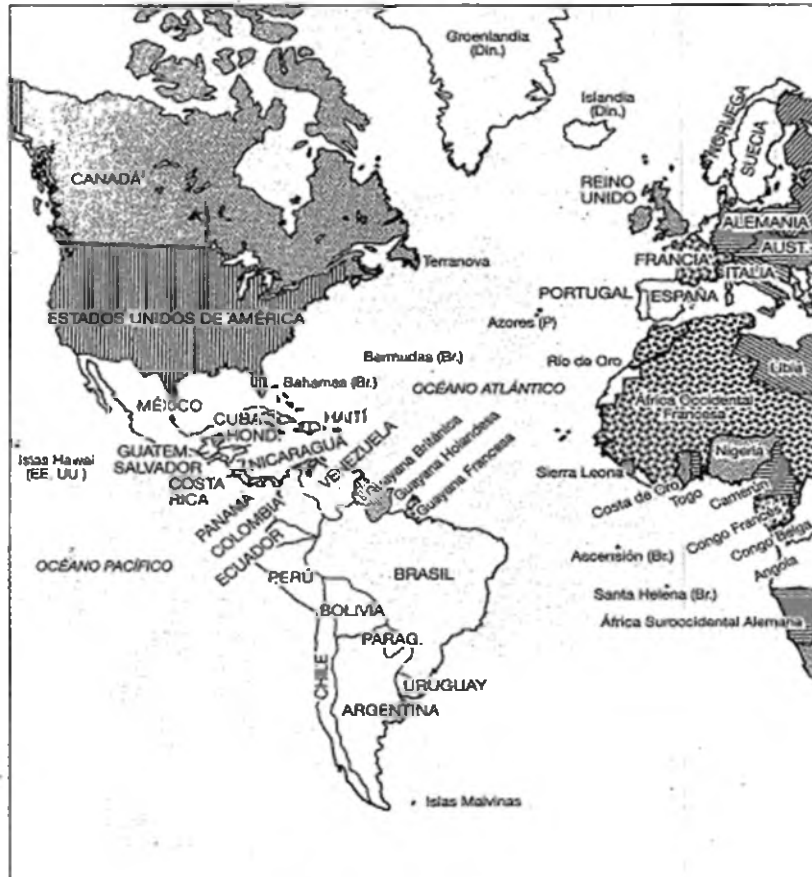 Groenlandia
(Din.)
Islandia
(Din.)
NORUEGA
SUECIA
CANADÁ
REINO
UNIDO
ALEMANIA
AUST.
FRANCIA
ITALIA
Terranova
PORTUGAL
ESPAÑA
ESTADOS UNIDOS DE AMÉRICA
Azores (P)
Bermudas (Br.)
Río de Oro
Libia
Bahamas (Br.)
OCÉANO ATLÁNTICO
MÉXICO
África Occidental
Francesa
CUBA
HAITÍ
HOND.
GUATEM.
SALVADOR
NICARAGUA
VENEZUELA
Guayana Británica
Guayana Holandesa
Guayana Francesa
Nigeria
Islas Hawai
(EE. UU.)
COSTA
RICA
Sierra Leona
Costa de Oro
Togo
Camerún
PANAMÁ
COLOMBIA
ECUADOR
Congo Francés
Congo Belga
Angola
OCÉANO PACÍFICO
Ascensión (Br.)
PERÚ
BRASIL
BOLIVIA
Santa Helena (Br.)
África Suroccidental Alemana
PARAG.
CHILE
URUGUAY
ARGENTINA
Islas Malvinas